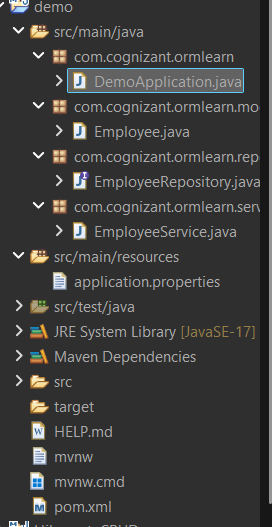 demo
src/main/java
com.cognizant.ormlearn
DemoApplication.java
com.cognizant.ormlearn.mo
Employee.java
com.cognizant.ormlearn.rep
EmployeeRepository.java
com.cognizant.ormlearn.serv
EmployeeService.java
src/main/resources
application.properties
src/test/java
JRE System Library [JavaSE-17]
Maven Dependencies
src
target
HELP.md
mvnw
mvnw.cmd
pom.xml